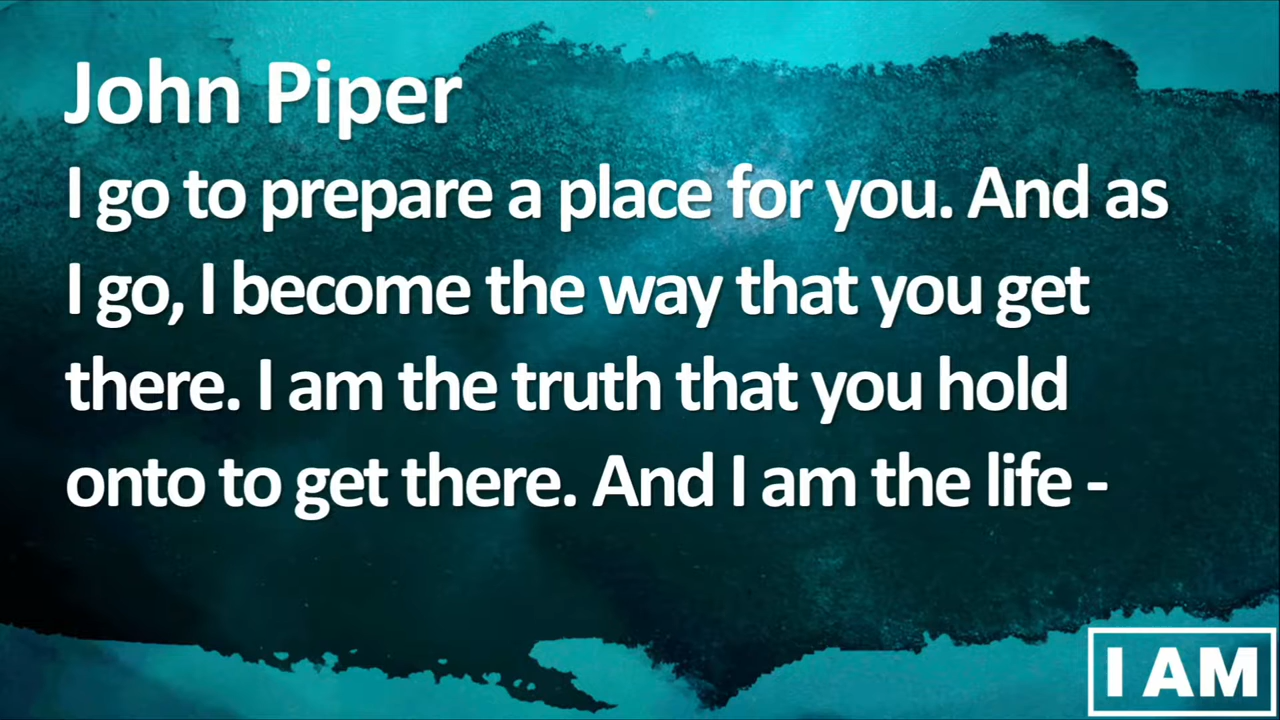 John Piper
I go to prepare a place for you. And as
I go, I become the way that you get
there. I am the truth that you hold
onto to get there. And I am the life -
I AM